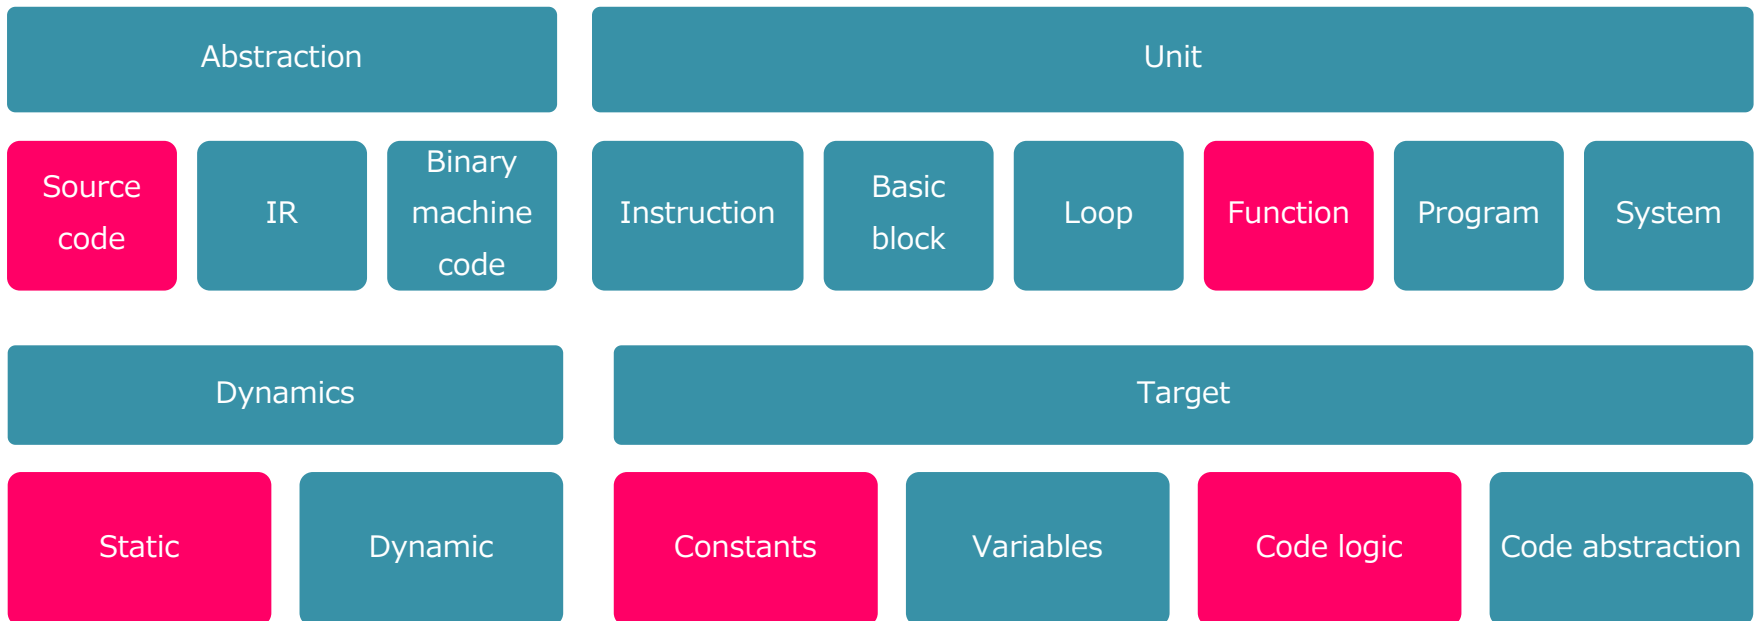 Abstraction
Unit
Source
code
IR
Binary
machine
code
Instruction
Basic
block
Loop
Function
Program
System
Dynamics
Target
Static
Dynamic
Constants
Variables
Code logic
Code abstraction